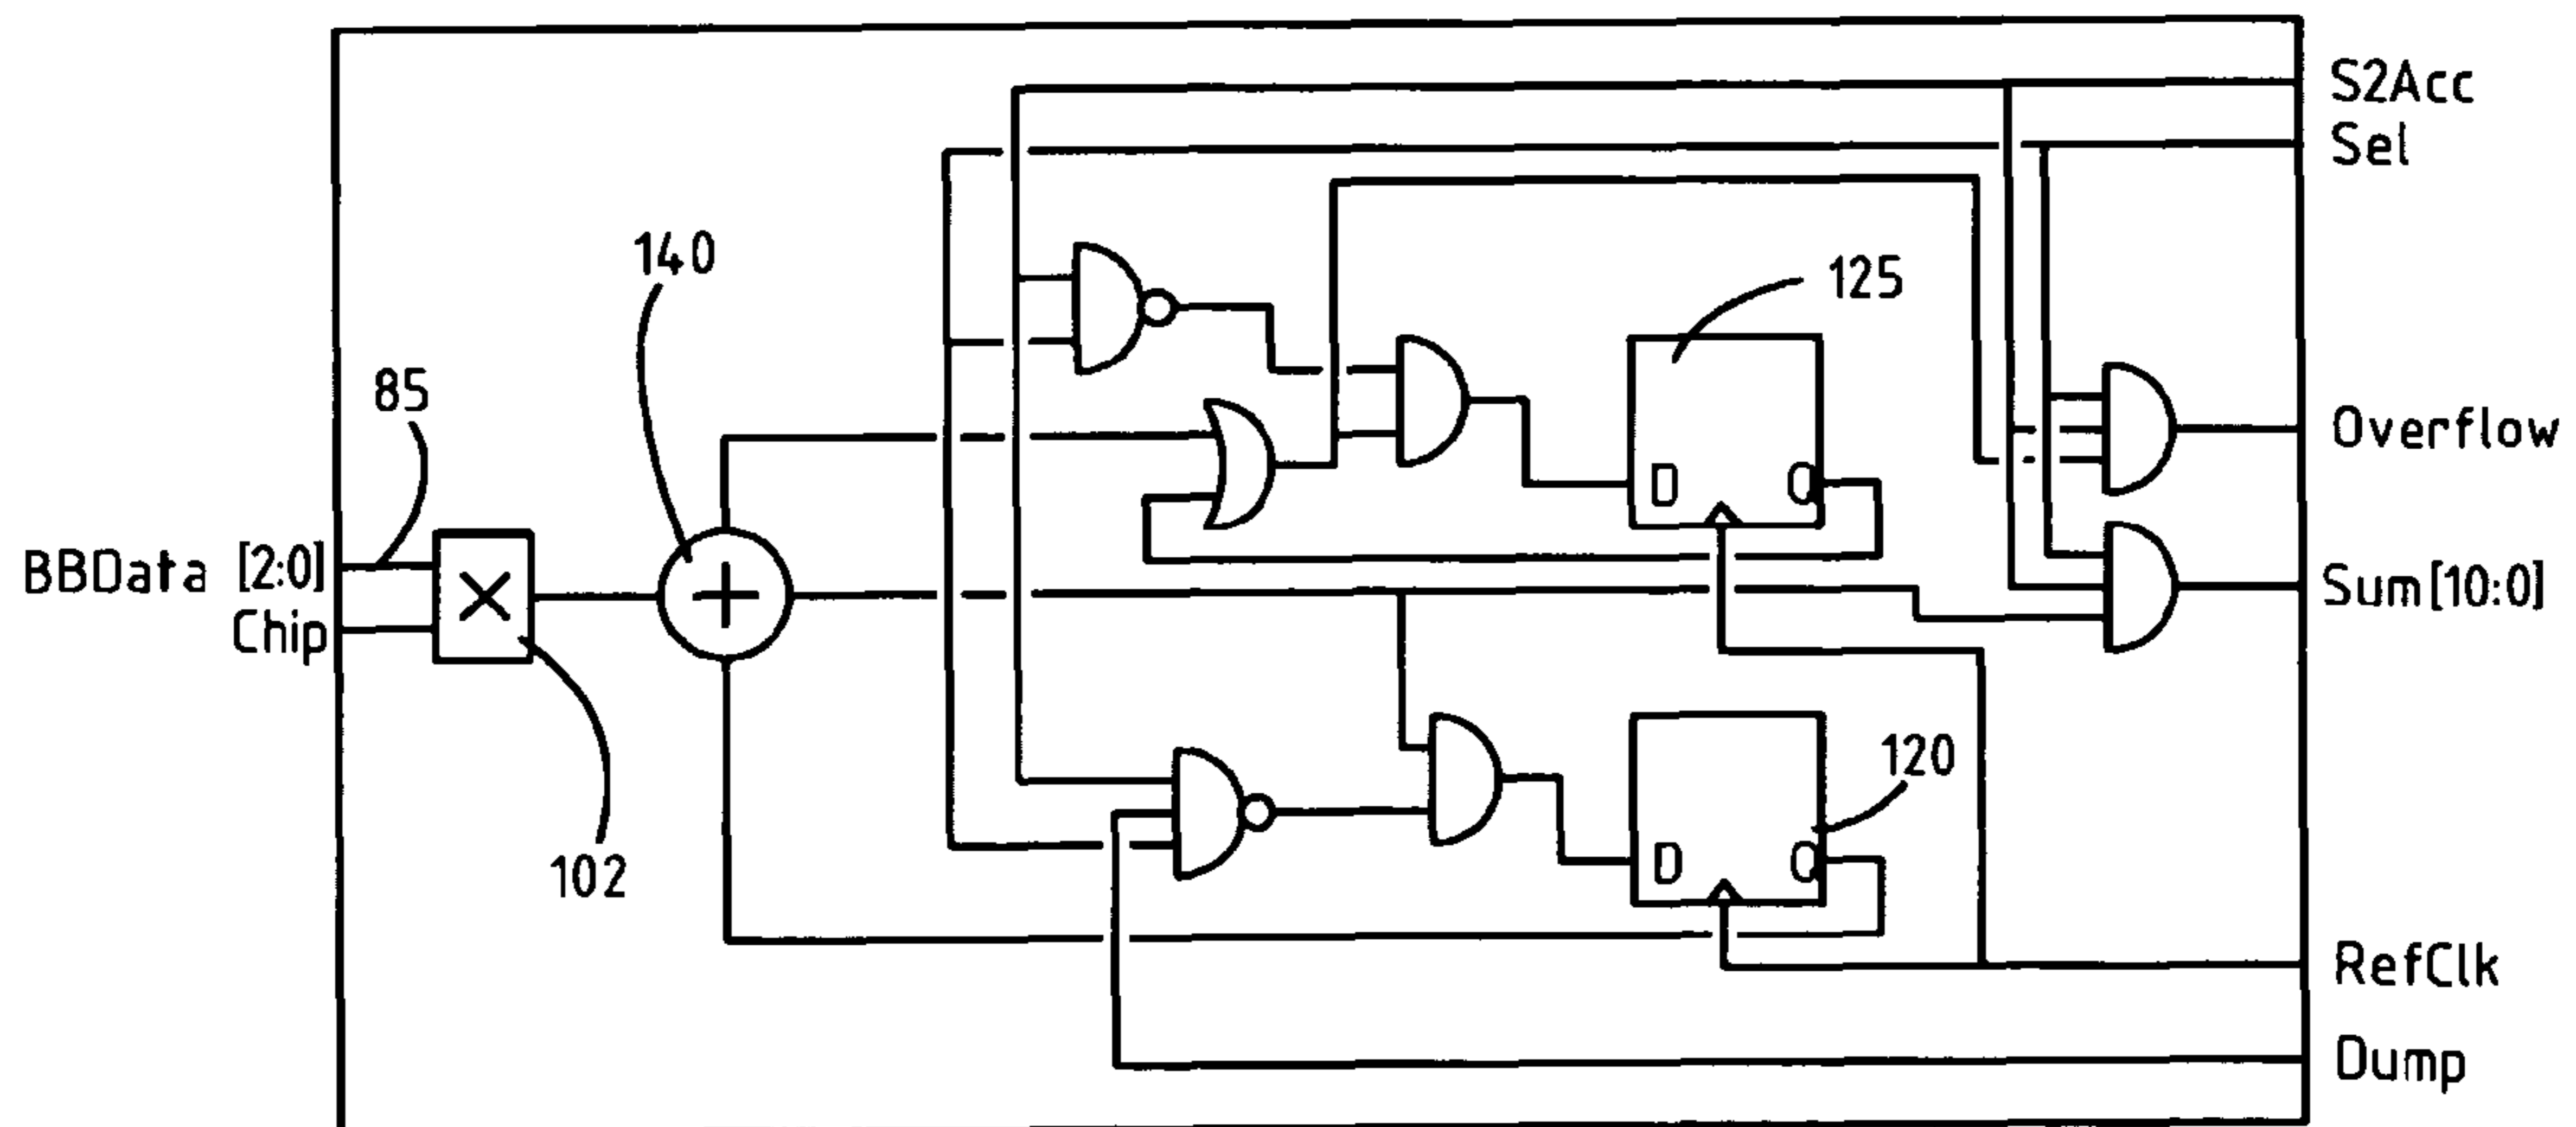 S2Acc
Sel
140
125
85
Overflow
BBData [2:0]
D
Q
Sum[10:0]
Chip
120
102
D
Q
RefClk
Dump